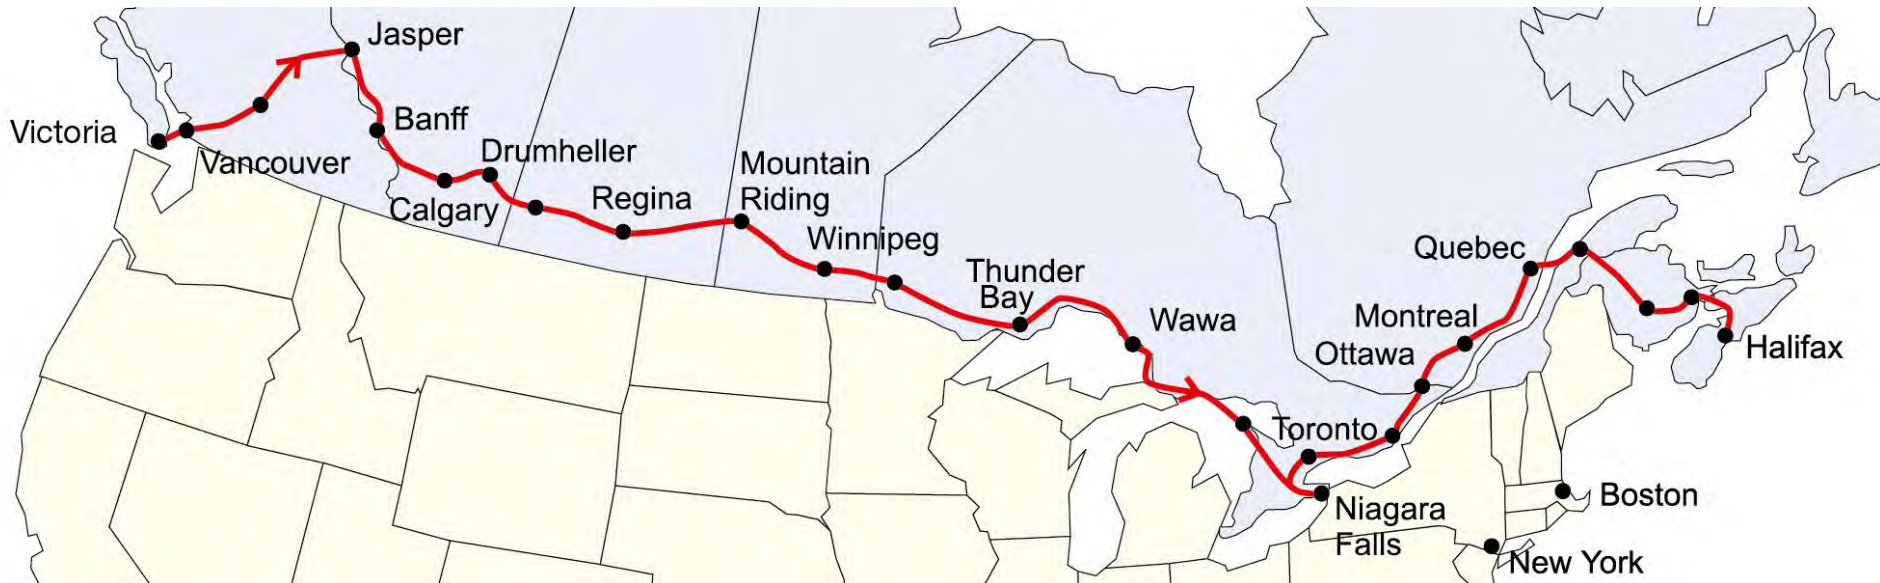 Jasper
Banff
Victoria
Vancouver
Drumheller
Calgary
Regina
Mountain
Riding
Winnipeg
Thunder
Bay
Wawa
Quebec
Montreal
Ottawa
Halifax
Toronto
Niagara
Falls
Boston
New York